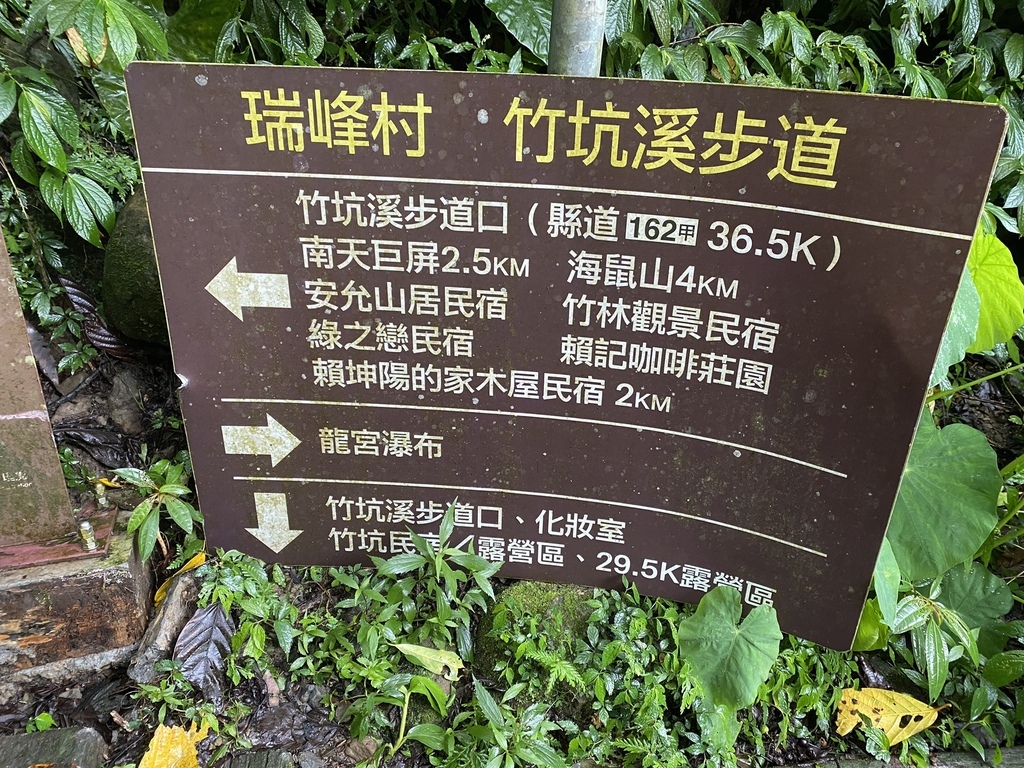 瑞峰村 竹坑溪步道
竹坑溪步道口（縣道162甲 36.5K）
南天巨屏2.5KM 海鼠山4KM
安允山居民宿 竹林觀景民宿
綠之戀民宿 賴記咖啡莊園
賴坤陽的家木屋民宿 2KM
龍宮瀑布
竹坑溪步道口、化妝室
竹坑民宿／露營區、29.5K露營區